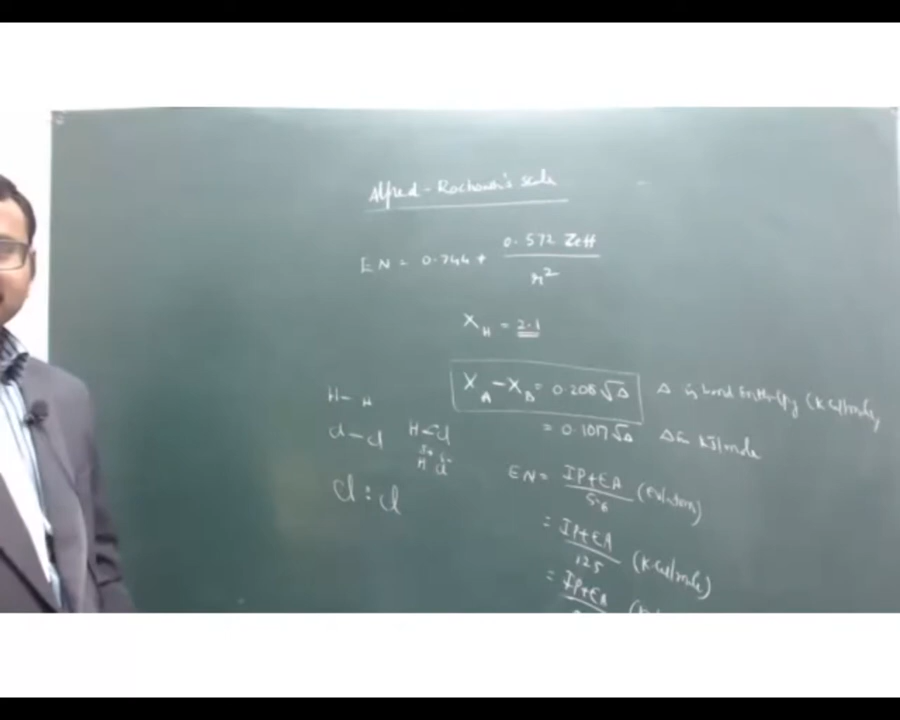 Alfred-Rochow's scale
EN = 0.744 + 0.572 Zeff / r²
X_H = 2.1
H-H
X_A - X_B = 0.208√Δ Δ is bond Enthalpy (Kcal/mole)
Cl-Cl H-Cl
= 0.1017√Δ Δ in KJ/mole
δ+ δ-
H Cl
EN = IP+EA / 5.6 (eV/atom)
Cl : Cl
= IP+EA / 125 (Kcal/mole)
= IP+EA